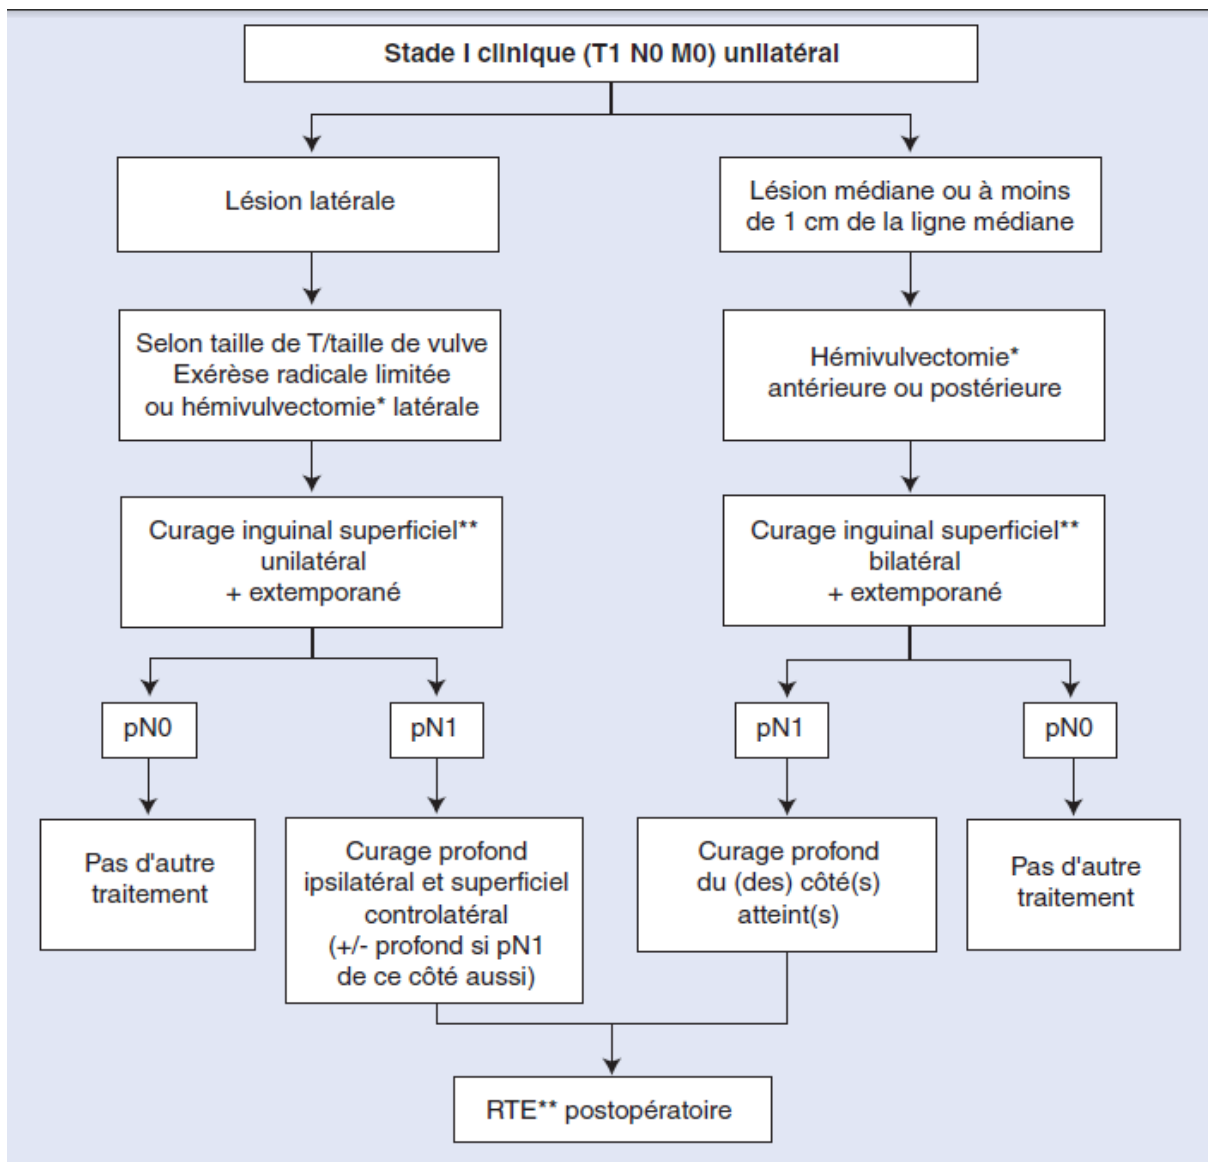 Stade I clinique (T1 N0 M0) unilatéral
Lésion latérale
Lésion médiane ou à moins
de 1 cm de la ligne médiane
Selon taille de T/taille de vulve
Exérèse radicale limitée
ou hémivulvectomie* latérale
Hémivulvectomie*
antérieure ou postérieure
Curage inguinal superficiel**
unilatéral
+ extemporané
Curage inguinal superficiel**
bilatéral
+ extemporané
pN0
pN1
pN1
pN0
Pas d'autre
traitement
Curage profond
ipsilatéral et superficiel
controlatéral
(+/- profond si pN1
de ce côté aussi)
Curage profond
du (des) côté(s)
atteint(s)
Pas d'autre
traitement
RTE** postopératoire